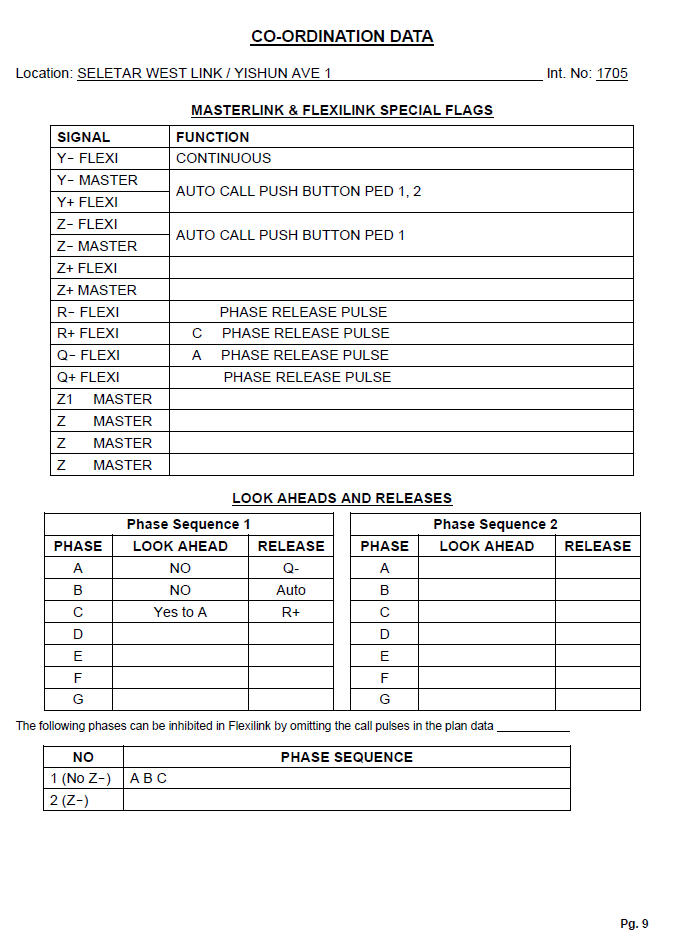 CO-ORDINATION DATA
Location: SELETAR WEST LINK / YISHUN AVE 1 Int. No: 1705
MASTERLINK & FLEXILINK SPECIAL FLAGS
SIGNAL FUNCTION
Y- FLEXI CONTINUOUS
Y- MASTER
AUTO CALL PUSH BUTTON PED 1, 2
Y+ FLEXI
Z- FLEXI
AUTO CALL PUSH BUTTON PED 1
Z- MASTER
Z+ FLEXI
Z+ MASTER
R- FLEXI PHASE RELEASE PULSE
R+ FLEXI C PHASE RELEASE PULSE
Q- FLEXI A PHASE RELEASE PULSE
Q+ FLEXI PHASE RELEASE PULSE
Z1 MASTER
Z MASTER
Z MASTER
Z MASTER
LOOK AHEADS AND RELEASES
Phase Sequence 1 Phase Sequence 2
PHASE LOOK AHEAD RELEASE PHASE LOOK AHEAD RELEASE
A NO Q- A
B NO Auto B
C Yes to A R+ C
D D
E E
F F
G G
The following phases can be inhibited in Flexilink by omitting the call pulses in the plan data ___________
NO PHASE SEQUENCE
1 (No Z-) A B C
2 (Z-)
Pg. 9